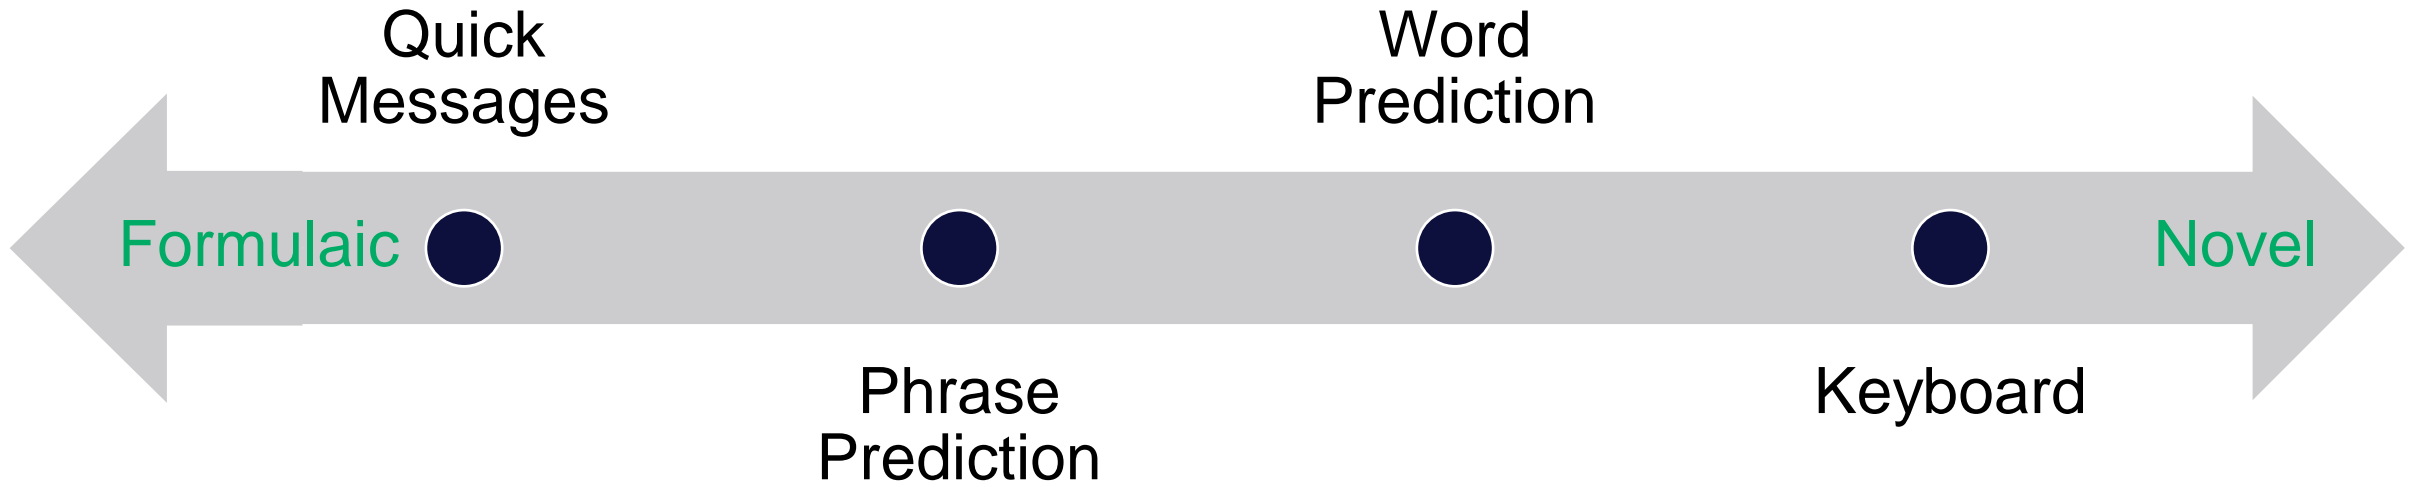 Quick
Messages
Word
Prediction
Formulaic
Novel
Phrase
Prediction
Keyboard